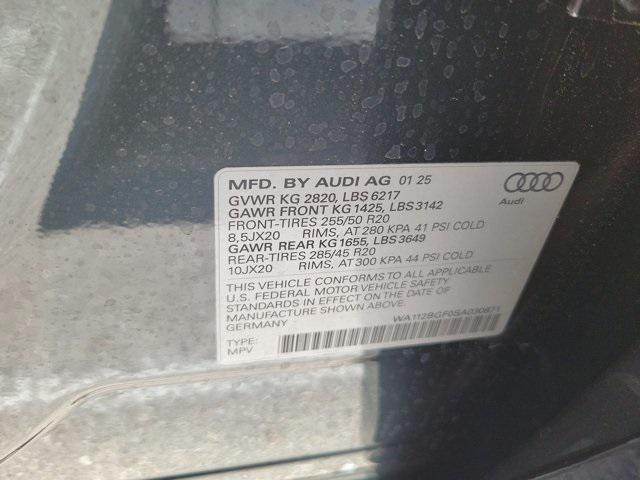 MFD. BY AUDI AG 01 25
GVWR KG 2820, LBS 6217
GAWR FRONT KG 1425, LBS 3142
FRONT-TIRES 255/50 R20
8,5JX20 RIMS, AT 280 KPA 41 PSI COLD
GAWR REAR KG 1655, LBS 3649
REAR-TIRES 285/45 R20
10JX20 RIMS, AT 300 KPA 44 PSI COLD
THIS VEHICLE CONFORMS TO ALL APPLICABLE
U.S. FEDERAL MOTOR VEHICLE SAFETY
STANDARDS IN EFFECT ON THE DATE OF
MANUFACTURE SHOWN ABOVE.
GERMANY
WA112BGF0SA030871
TYPE:
MPV
Audi